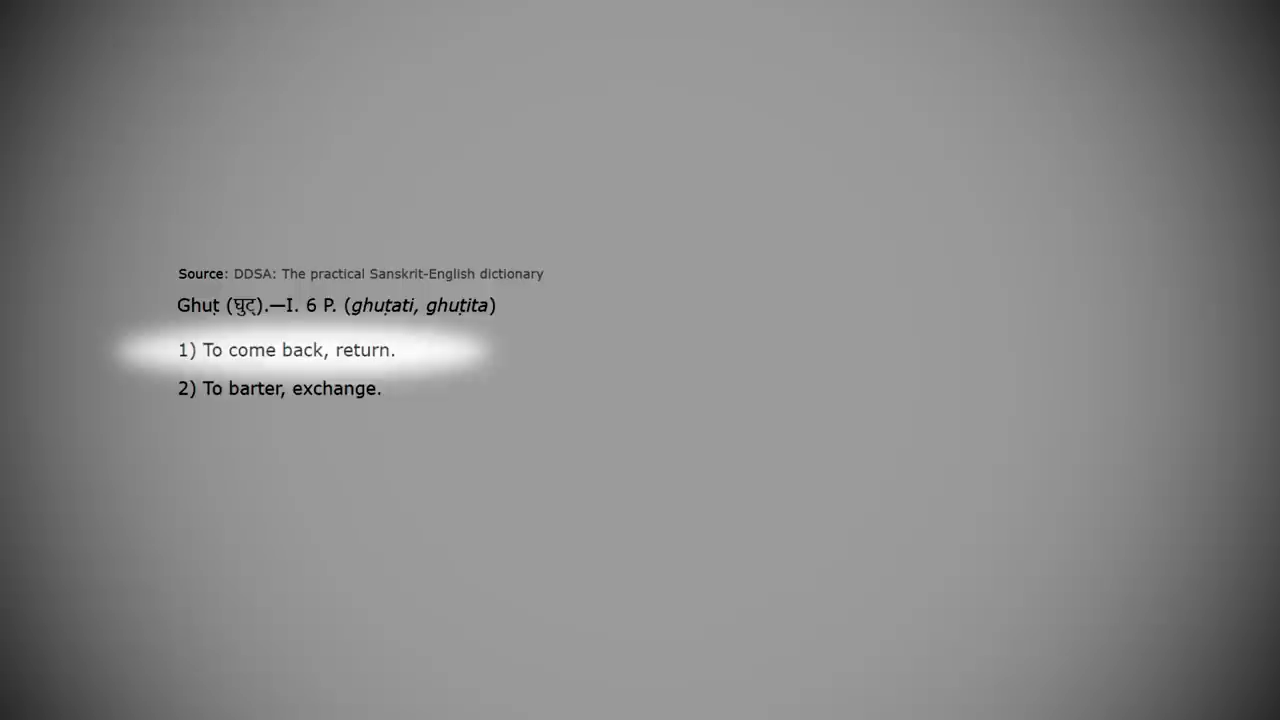 Source: DDSA: The practical Sanskrit-English dictionary
Ghuṭ (घुट्).—I. 6 P. (ghuṭati, ghuṭita)
1) To come back, return.
2) To barter, exchange.